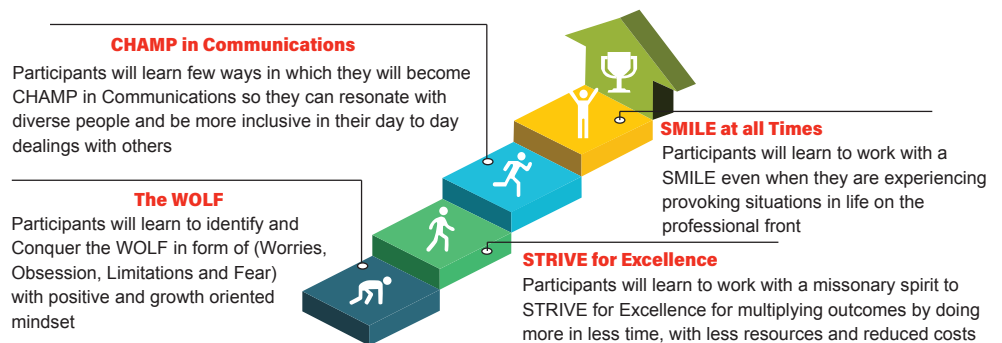 CHAMP in Communications
Participants will learn few ways in which they will become
CHAMP in Communications so they can resonate with
diverse people and be more inclusive in their day to day
dealings with others
SMILE at all Times
Participants will learn to work with a
SMILE even when they are experiencing
provoking situations in life on the
professional front
The WOLF
Participants will learn to identify and
Conquer the WOLF in form of (Worries,
Obsession, Limitations and Fear)
with positive and growth oriented
mindset
STRIVE for Excellence
Participants will learn to work with a missonary spirit to
STRIVE for Excellence for multiplying outcomes by doing
more in less time, with less resources and reduced costs